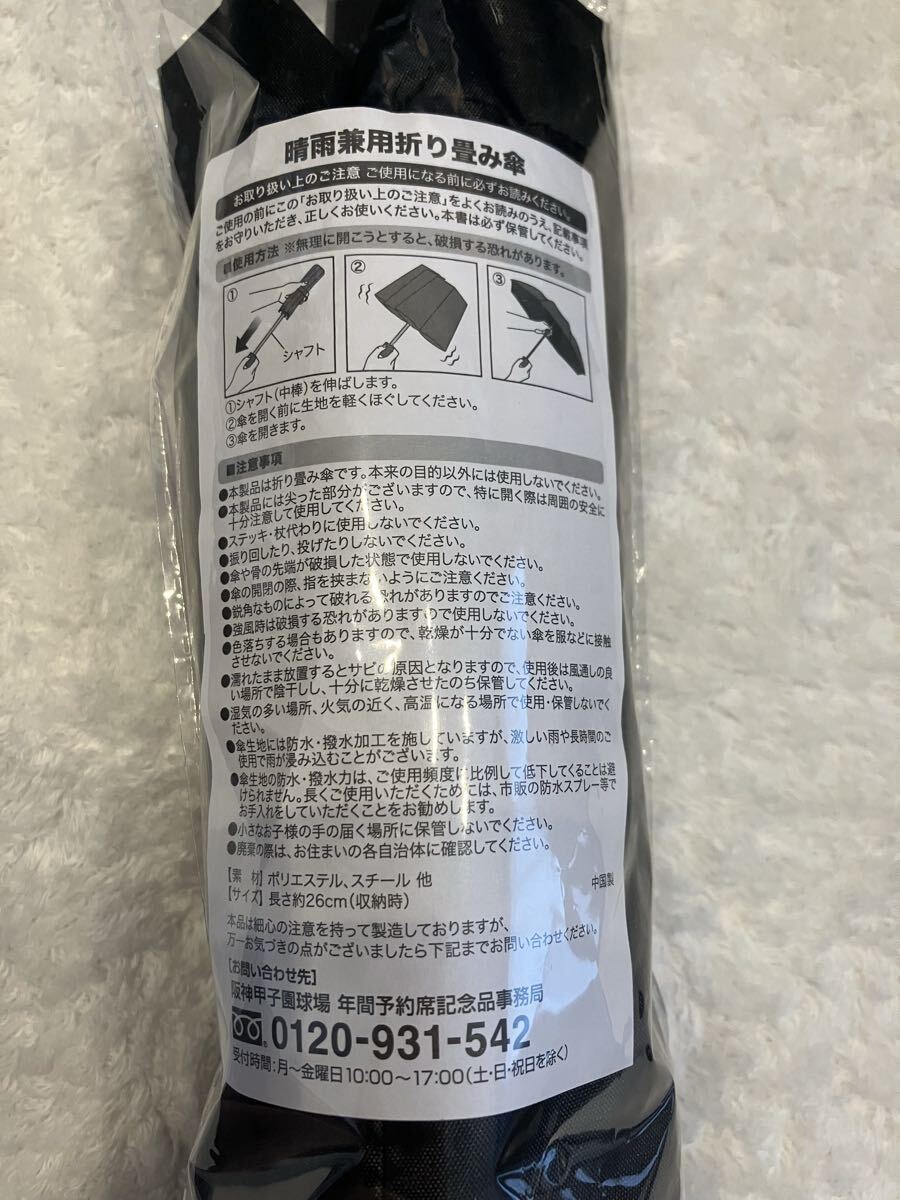 晴雨兼用折り畳み傘
お取り扱い上のご注意 ご使用になる前に必ずお読みください。
ご使用の前にこの「お取り扱い上のご注意」をよくお読みのうえ、記載事項
をお守りいただき、正しくお使いください。本書は必ず保管してください。
■使用方法 ※無理に開こうとすると、破損する恐れがあります。
① ② ③
シャフト
①シャフト(中棒)を伸ばします。
②傘を開く前に生地を軽くほぐしてください。
③傘を開きます。
■注意事項
●本製品は折り畳み傘です。本来の目的以外には使用しないでください。
●本製品には尖った部分がございますので、特に開く際は周囲の安全に
十分注意して使用してください。
●ステッキ・杖代わりに使用しないでください。
●振り回したり、投げたりしないでください。
●傘や骨の先端が破損した状態で使用しないでください。
●傘の開閉の際、指を挟まないようにご注意ください。
●鋭角なものによって破れる恐れがありますのでご注意ください。
●強風時は破損する恐れがありますので使用しないでください。
●色落ちする場合もありますので、乾燥が十分でない傘を服などに接触
させないでください。
●濡れたまま放置するとサビの原因となりますので、使用後は風通しの良
い場所で陰干しし、十分に乾燥させたのち保管してください。
●湿気の多い場所、火気の近く、高温になる場所で使用・保管しないでく
ださい。
●傘生地には防水・撥水加工を施していますが、激しい雨や長時間のご
使用で雨が浸み込むことがございます。
●傘生地の防水・撥水力は、ご使用頻度に比例して低下してくることは避
けられません。長くご使用いただくためには、市販の防水スプレー等で
お手入れをしていただくことをお勧めします。
●小さなお子様の手の届く場所に保管しないでください。
●廃棄の際は、お住まいの各自治体に確認してください。
【素 材】ポリエステル、スチール 他
【サイズ】長さ約26cm(収納時) 中国製
本品は細心の注意を持って製造しておりますが、
万一お気づきの点がございましたら下記までお問い合わせください。
【お問い合わせ先】
阪神甲子園球場 年間予約席記念品事務局
0120-931-542
受付時間:月～金曜日10:00～17:00(土・日・祝日を除く)